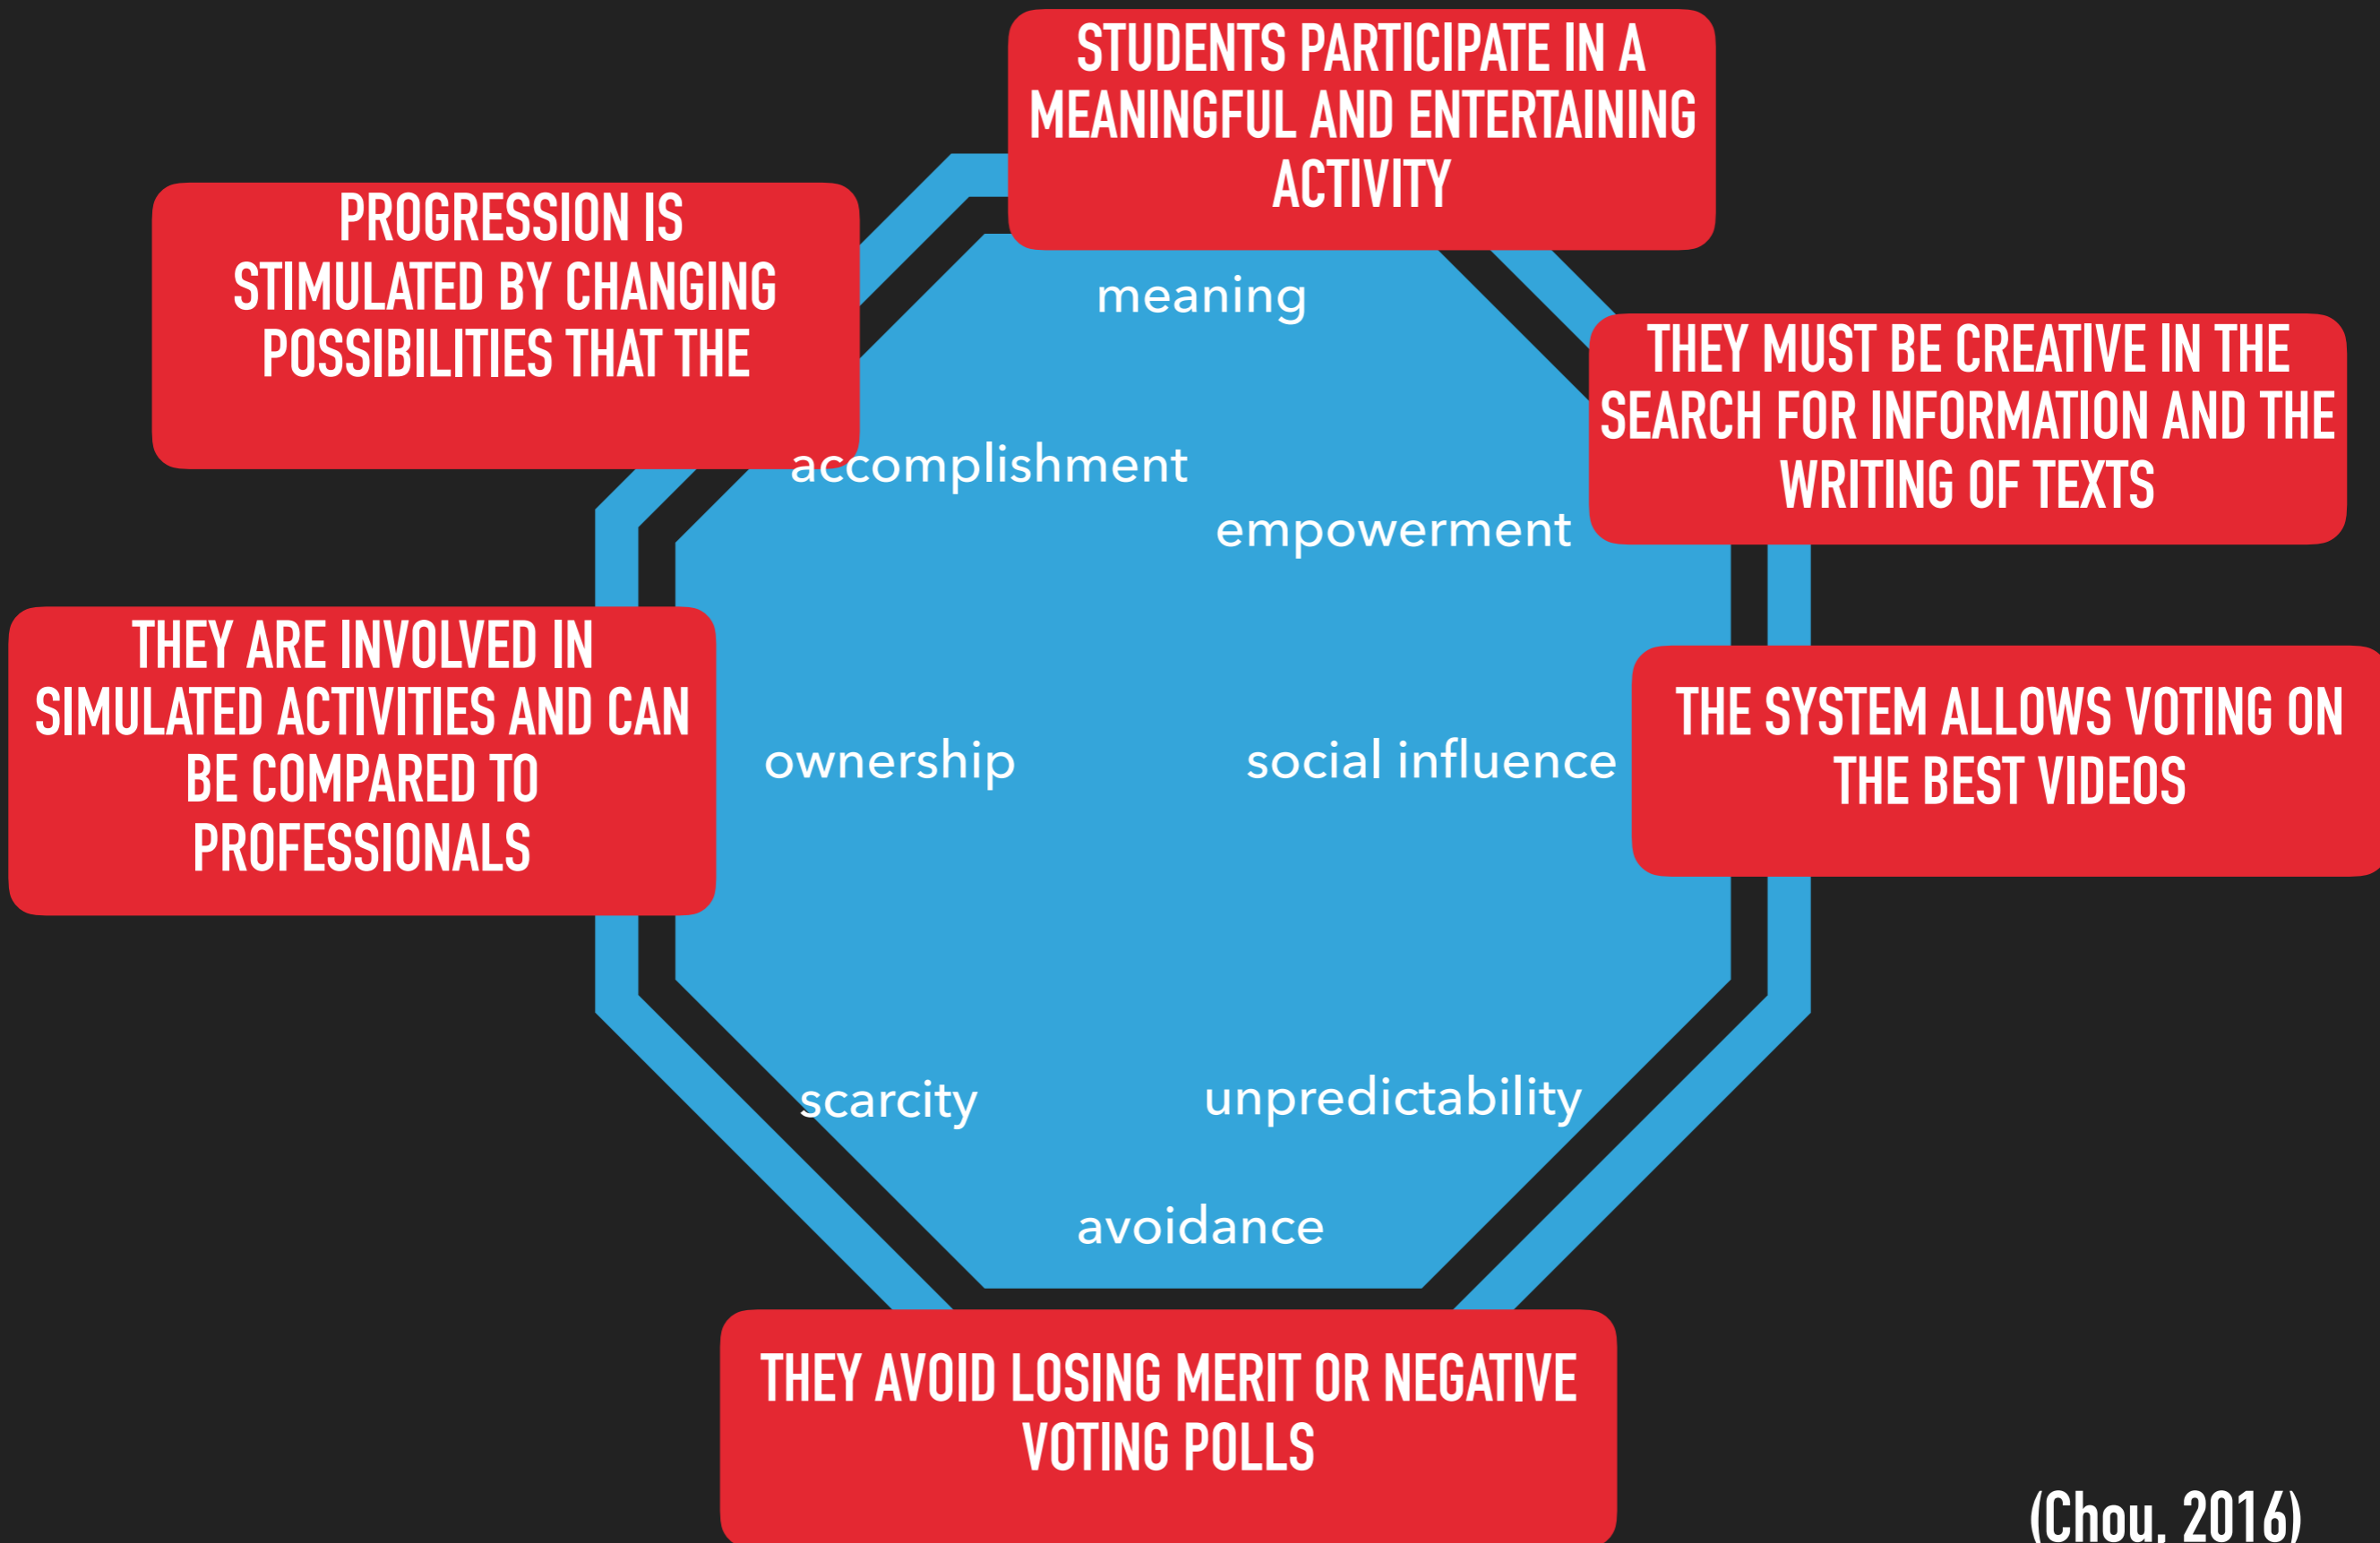 STUDENTS PARTICIPATE IN A
MEANINGFUL AND ENTERTAINING
ACTIVITY
PROGRESSION IS
STIMULATED BY CHANGING
POSSIBILITIES THAT THE
meaning
THEY MUST BE CREATIVE IN THE
SEARCH FOR INFORMATION AND THE
WRITING OF TEXTS
accomplishment
empowerment
THEY ARE INVOLVED IN
SIMULATED ACTIVITIES AND CAN
BE COMPARED TO
PROFESSIONALS
ownership
social influence
THE SYSTEM ALLOWS VOTING ON
THE BEST VIDEOS
scarcity
unpredictability
avoidance
THEY AVOID LOSING MERIT OR NEGATIVE
VOTING POLLS
(Chou, 2016)